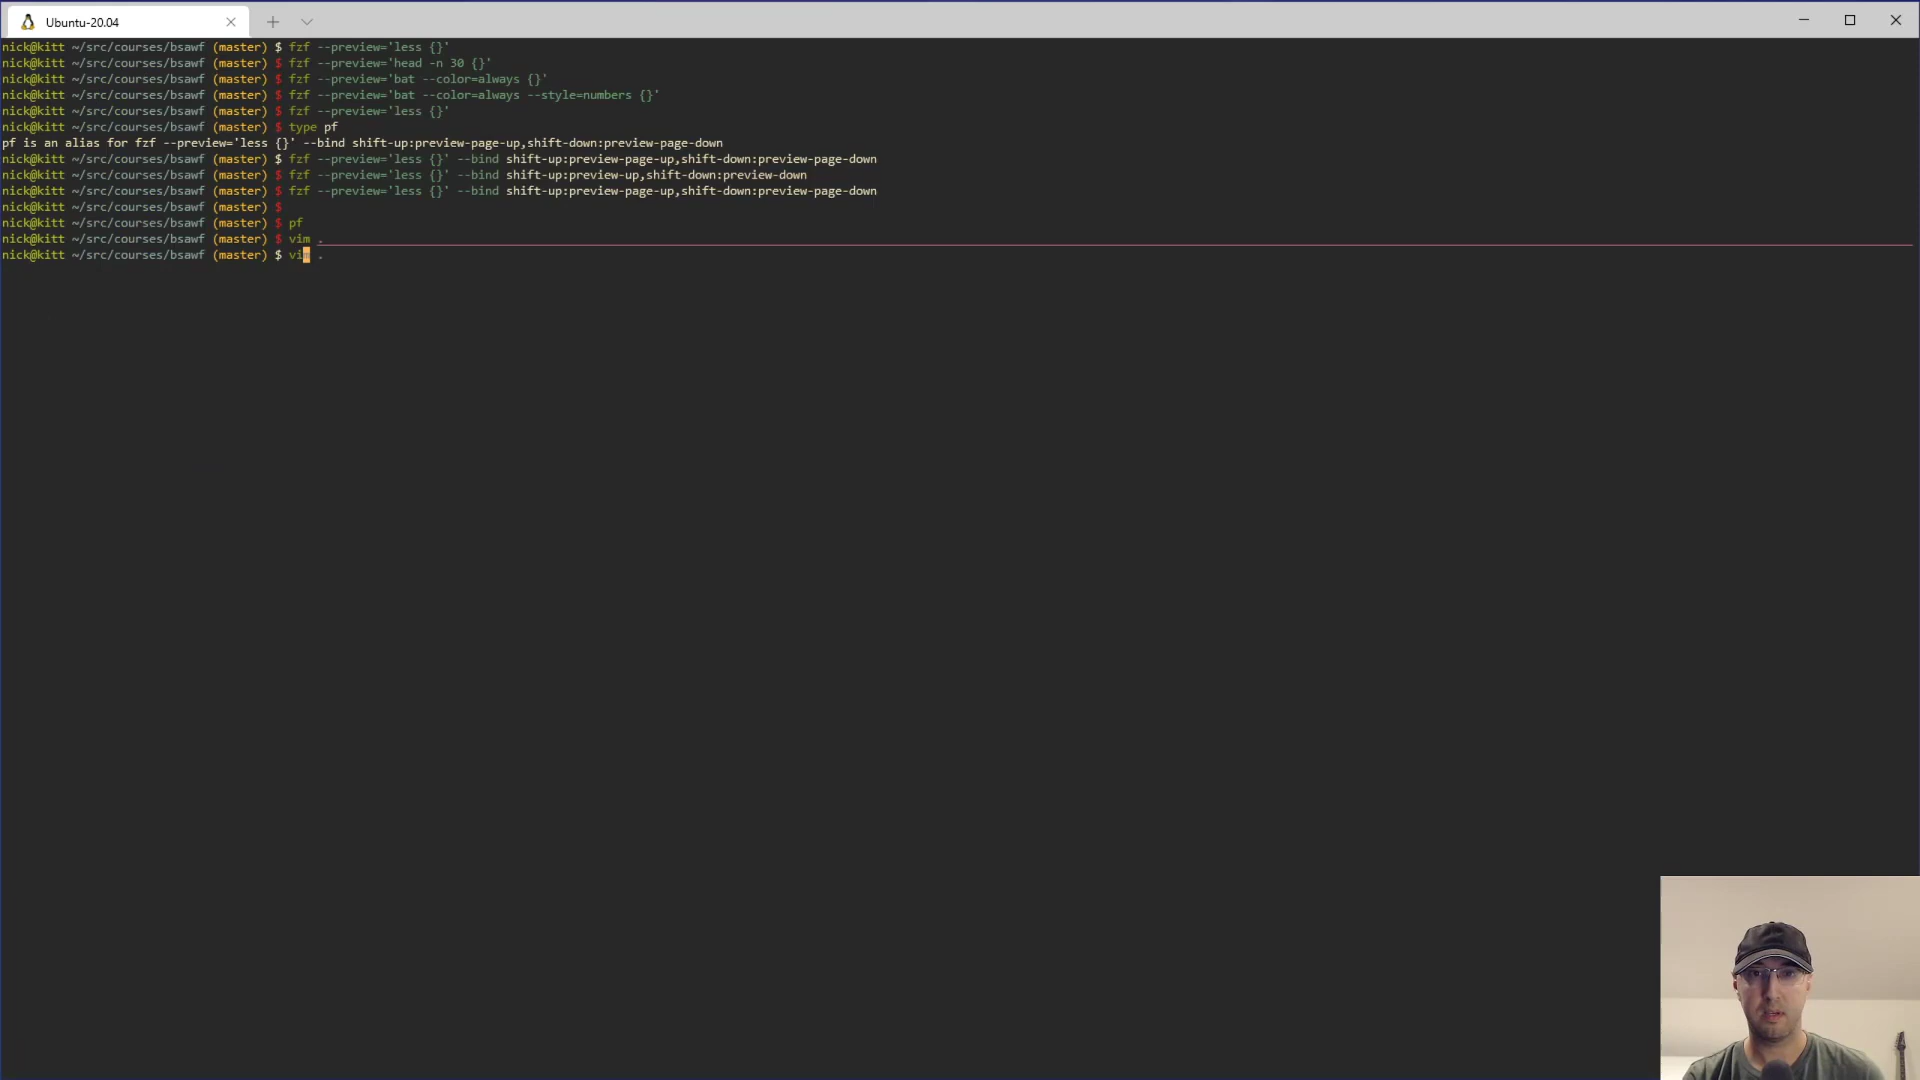 Ubuntu-20.04
nick@kitt ~/src/courses/bsawf (master) $ fzf --preview='less {}'
nick@kitt ~/src/courses/bsawf (master) $ fzf --preview='head -n 30 {}'
nick@kitt ~/src/courses/bsawf (master) $ fzf --preview='bat --color=always {}'
nick@kitt ~/src/courses/bsawf (master) $ fzf --preview='bat --color=always --style=numbers {}'
nick@kitt ~/src/courses/bsawf (master) $ fzf --preview='less {}'
nick@kitt ~/src/courses/bsawf (master) $ type pf
pf is an alias for fzf --preview='less {}' --bind shift-up:preview-page-up,shift-down:preview-page-down
nick@kitt ~/src/courses/bsawf (master) $ fzf --preview='less {}' --bind shift-up:preview-page-up,shift-down:preview-page-down
nick@kitt ~/src/courses/bsawf (master) $ fzf --preview='less {}' --bind shift-up:preview-up,shift-down:preview-down
nick@kitt ~/src/courses/bsawf (master) $ fzf --preview='less {}' --bind shift-up:preview-page-up,shift-down:preview-page-down
nick@kitt ~/src/courses/bsawf (master) $
nick@kitt ~/src/courses/bsawf (master) $ pf
nick@kitt ~/src/courses/bsawf (master) $ vim .
nick@kitt ~/src/courses/bsawf (master) $ vim .